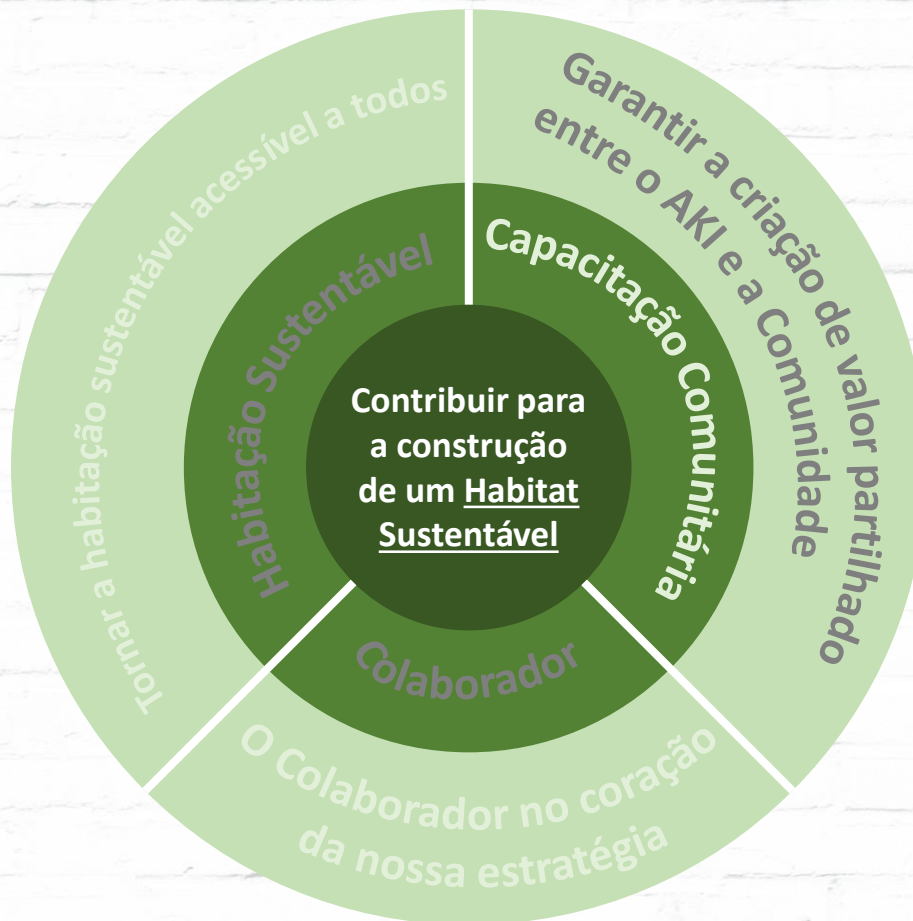 Contribuir para
a construção
de um Habitat
Sustentável
Habitação Sustentável
Tornar a habitação sustentável acessível a todos
Capacitação Comunitária
Garantir a criação de valor partilhado
entre o AKI e a Comunidade
Colaborador
O Colaborador no coração
da nossa estratégia